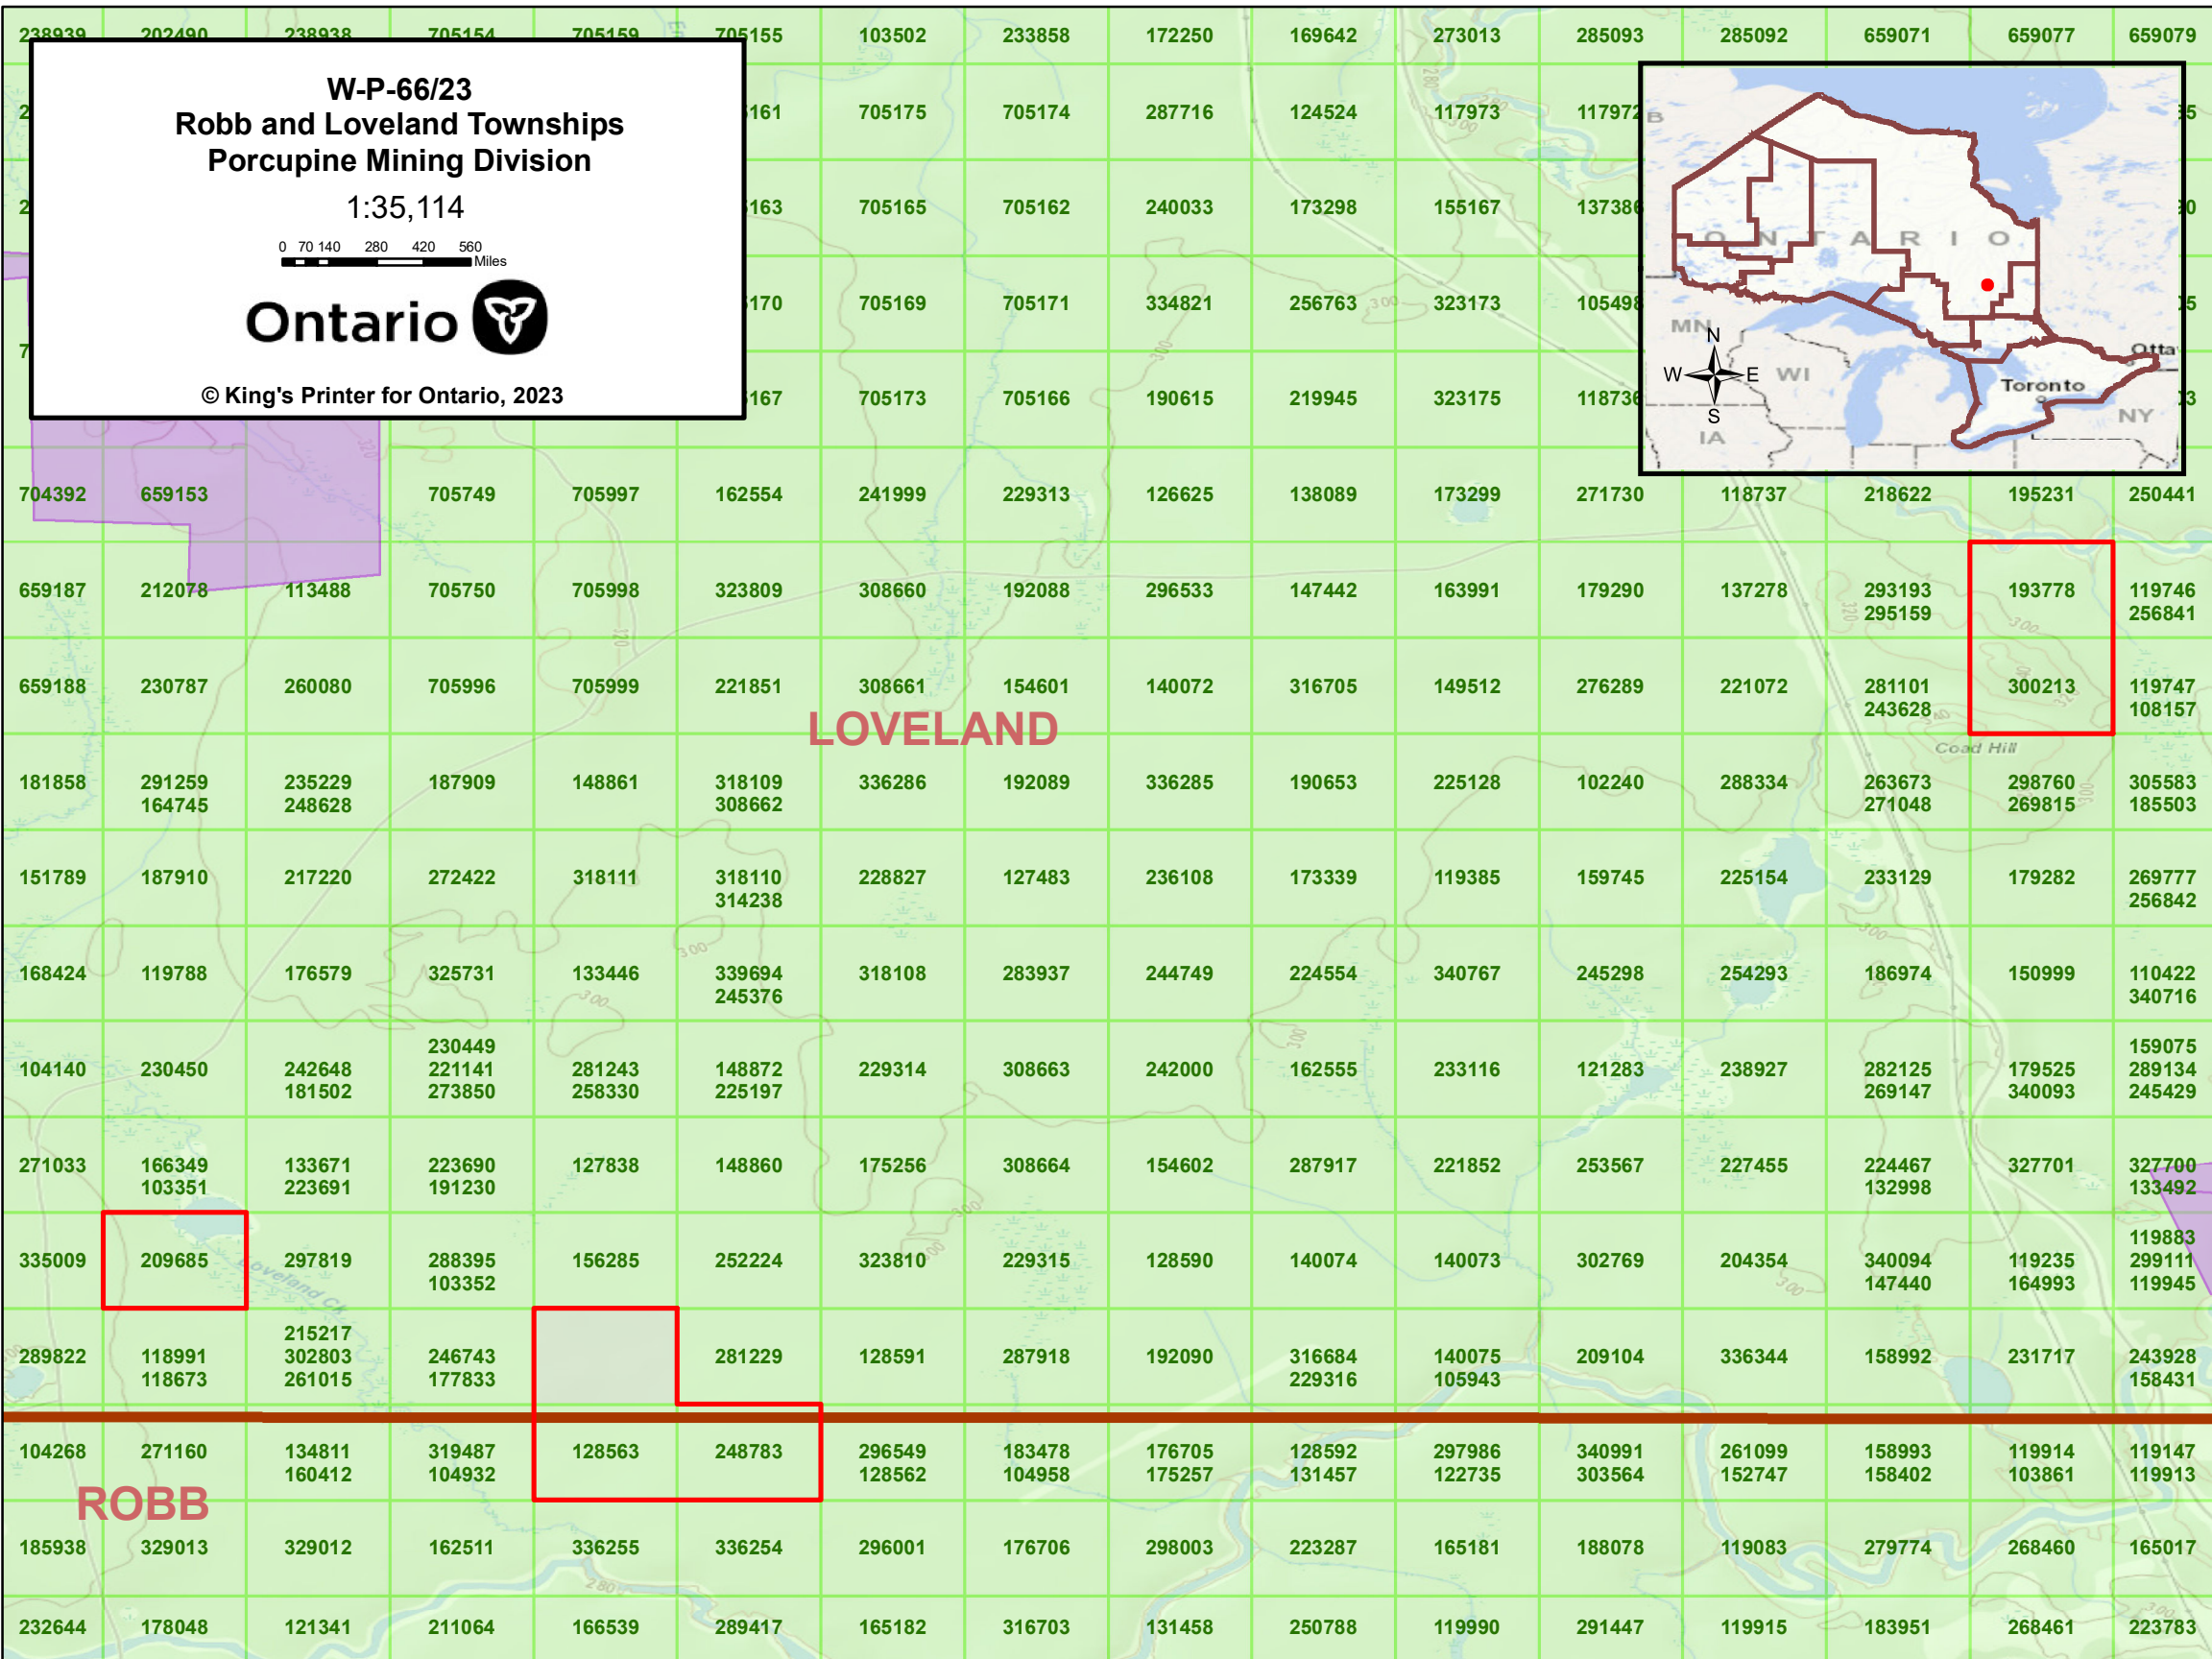 238939 202490 238938 705154 705159 705155 103502 233858 172250 169642 273013 285093 285092 659071 659077 659079
W-P-66/23
Robb and Loveland Townships
Porcupine Mining Division
1:35,114
0 70 140 280 420 560
Miles
Ontario
© King's Printer for Ontario, 2023
161 705175 705174 287716 124524 117973 117972
163 705165 705162 240033 173298 155167 137386
170 705169 705171 334821 256763 323173 105498
167 705173 705166 190615 219945 323175 118736
ONTARIO
MN
WI
IA
NY
Toronto
Otta
N
W E
S
704392 659153 705749 705997 162554 241999 229313 126625 138089 173299 271730 118737 218622 195231 250441
659187 212078 113488 705750 705998 323809 308660 192088 296533 147442 163991 179290 137278 293193 193778 119746
295159 256841
659188 230787 260080 705996 705999 221851 308661 154601 140072 316705 149512 276289 221072 281101 300213 119747
243628 108157
LOVELAND
Coad Hill
181858 291259 235229 187909 148861 318109 336286 192089 336285 190653 225128 102240 288334 263673 298760 305583
164745 248628 308662 271048 269815 185503
151789 187910 217220 272422 318111 318110 228827 127483 236108 173339 119385 159745 225154 233129 179282 269777
314238 256842
168424 119788 176579 325731 133446 339694 318108 283937 244749 224554 340767 245298 254293 186974 150999 110422
245376 340716
230449 159075
104140 230450 242648 221141 281243 148872 229314 308663 242000 162555 233116 121283 238927 282125 179525 289134
181502 273850 258330 225197 269147 340093 245429
271033 166349 133671 223690 127838 148860 175256 308664 154602 287917 221852 253567 227455 224467 327701 327700
103351 223691 191230 132998 133492
119883
335009 209685 297819 288395 156285 252224 323810 229315 128590 140074 140073 302769 204354 340094 119235 299111
103352 147440 164993 119945
Loveland Ck
215217
289822 118991 302803 246743 281229 128591 287918 192090 316684 140075 209104 336344 158992 231717 243928
118673 261015 177833 229316 105943 158431
104268 271160 134811 319487 128563 248783 296549 183478 176705 128592 297986 340991 261099 158993 119914 119147
160412 104932 128562 104958 175257 131457 122735 303564 152747 158402 103861 119913
ROBB
185938 329013 329012 162511 336255 336254 296001 176706 298003 223287 165181 188078 119083 279774 268460 165017
232644 178048 121341 211064 166539 289417 165182 316703 131458 250788 119990 291447 119915 183951 268461 223783